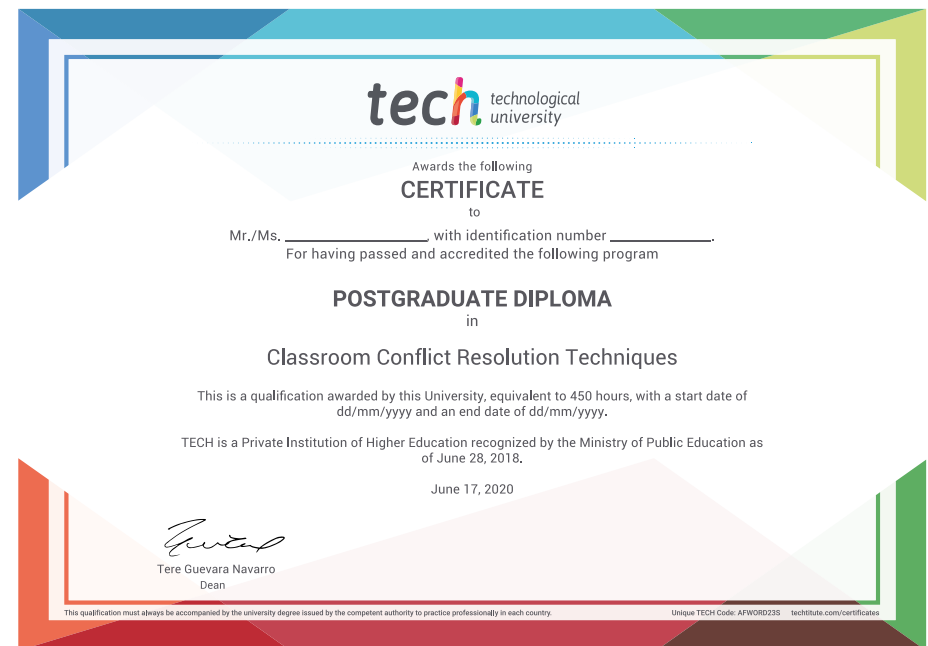 tech technological
university
Awards the following
CERTIFICATE
to
Mr./Ms. ____________________, with identification number ______________.
For having passed and accredited the following program
POSTGRADUATE DIPLOMA
in
Classroom Conflict Resolution Techniques
This is a qualification awarded by this University, equivalent to 450 hours, with a start date of
dd/mm/yyyy and an end date of dd/mm/yyyy.
TECH is a Private Institution of Higher Education recognized by the Ministry of Public Education as
of June 28, 2018.
June 17, 2020
Tere Guevara Navarro
Dean
This qualification must always be accompanied by the university degree issued by the competent authority to practice professionally in each country. Unique TECH Code: AFWORD23S techtitute.com/certificates